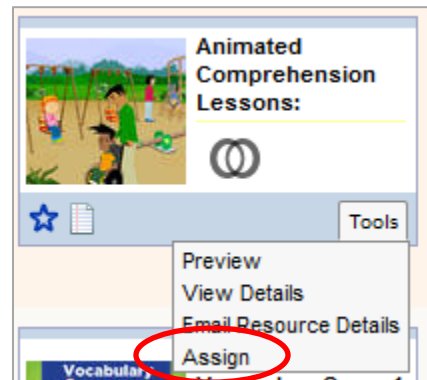 Animated
Comprehension
Lessons:
Tools
Preview
View Details
Email Resource Details
Assign
Vocabulary